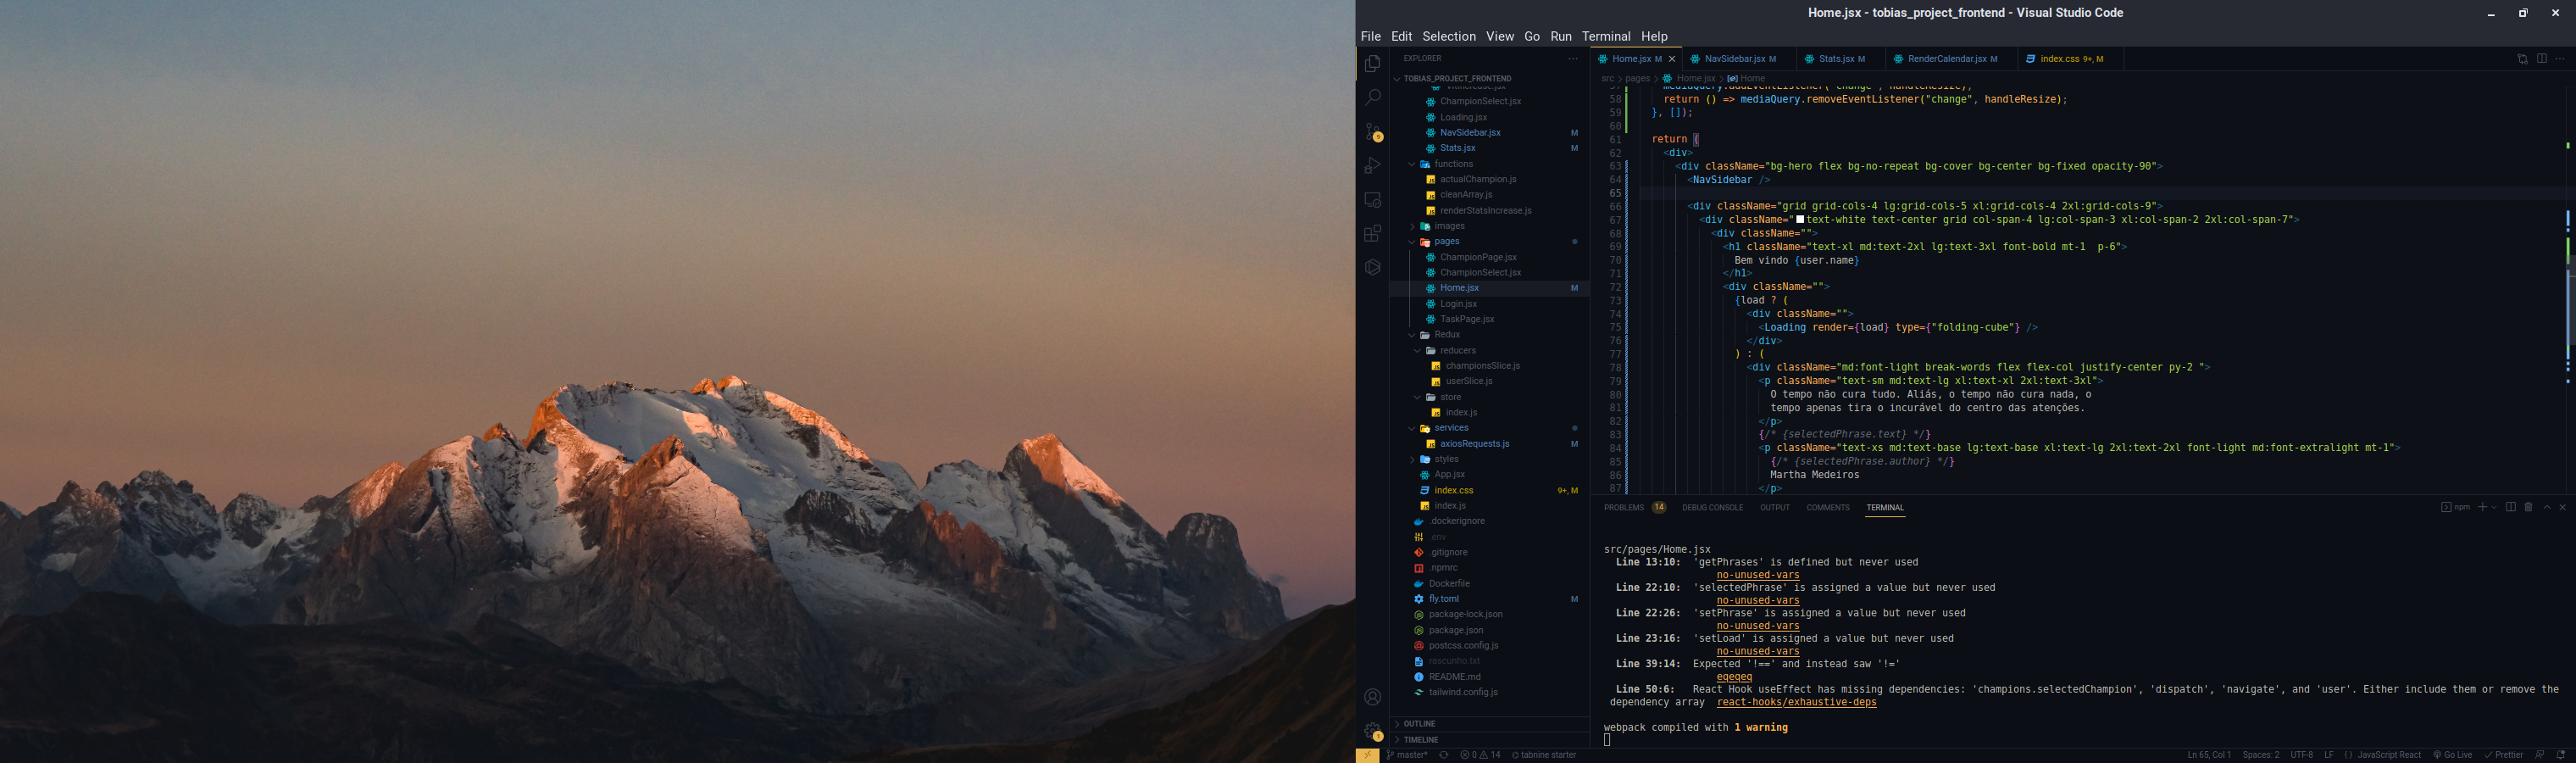 Home.jsx - tobias_project_frontend - Visual Studio Code
File Edit Selection View Go Run Terminal Help
EXPLORER
TOBIAS_PROJECT_FRONTEND
ChampionSelect.jsx
Loading.jsx
NavSidebar.jsx M
Stats.jsx M
functions
actualChampion.js
cleanArray.js
renderStatsIncrease.js
images
pages
ChampionPage.jsx
ChampionSelect.jsx
Home.jsx M
Login.jsx
TaskPage.jsx
Redux
reducers
championsSlice.js
userSlice.js
store
index.js
services
axiosRequests.js M
styles
App.jsx
index.css 9+, M
index.js
.dockerignore
.env
.gitignore
.npmrc
Dockerfile
fly.toml M
package-lock.json
package.json
postcss.config.js
rascunho.txt
README.md
tailwind.config.js
OUTLINE
TIMELINE
Home.jsx M NavSidebar.jsx M Stats.jsx M RenderCalendar.jsx M index.css 9+, M
src > pages > Home.jsx > Home
57 mediaQuery.addEventListener("change", handleResize);
58 return () => mediaQuery.removeEventListener("change", handleResize);
59 }, []);
60
61 return (
62 <div>
63 <div className="bg-hero flex bg-no-repeat bg-cover bg-center bg-fixed opacity-90">
64 <NavSidebar />
65
66 <div className="grid grid-cols-4 lg:grid-cols-5 xl:grid-cols-4 2xl:grid-cols-9">
67 <div className="text-white text-center grid col-span-4 lg:col-span-3 xl:col-span-2 2xl:col-span-7">
68 <div className="">
69 <h1 className="text-xl md:text-2xl lg:text-3xl font-bold mt-1  p-6">
70 Bem vindo {user.name}
71 </h1>
72 <div className="">
73 {load ? (
74 <div className="">
75 <Loading render={load} type={"folding-cube"} />
76 </div>
77 ) : (
78 <div className="md:font-light break-words flex flex-col justify-center py-2 ">
79 <p className="text-sm md:text-lg xl:text-xl 2xl:text-3xl">
80 O tempo não cura tudo. Aliás, o tempo não cura nada, o
81 tempo apenas tira o incurável do centro das atenções.
82 </p>
83 {/* {selectedPhrase.text} */}
84 <p className="text-xs md:text-base lg:text-base xl:text-lg 2xl:text-2xl font-light md:font-extralight mt-1">
85 {/* {selectedPhrase.author} */}
86 Martha Medeiros
87 </p>
PROBLEMS 14 DEBUG CONSOLE OUTPUT COMMENTS TERMINAL npm
src/pages/Home.jsx
Line 13:10: 'getPhrases' is defined but never used
no-unused-vars
Line 22:10: 'selectedPhrase' is assigned a value but never used
no-unused-vars
Line 22:26: 'setPhrase' is assigned a value but never used
no-unused-vars
Line 23:16: 'setLoad' is assigned a value but never used
no-unused-vars
Line 39:14: Expected '!==' and instead saw '!='
eqeqeq
Line 50:6: React Hook useEffect has missing dependencies: 'champions.selectedChampion', 'dispatch', 'navigate', and 'user'. Either include them or remove the
dependency array react-hooks/exhaustive-deps
webpack compiled with 1 warning
master* 0 14 tabnine starter Ln 65, Col 1 Spaces: 2 UTF-8 LF {} JavaScript React Go Live Prettier